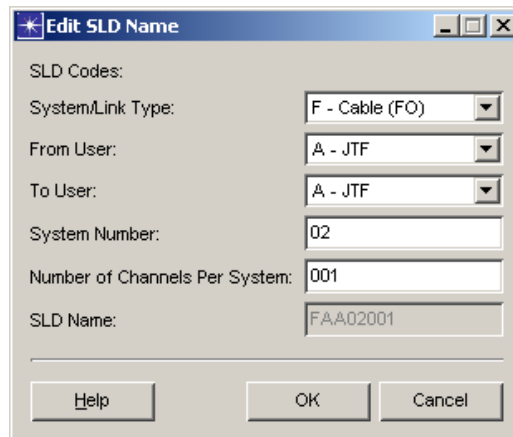 Edit SLD Name
SLD Codes:
System/Link Type: F - Cable (FO)
From User: A - JTF
To User: A - JTF
System Number: 02
Number of Channels Per System: 001
SLD Name: FAA02001
Help OK Cancel